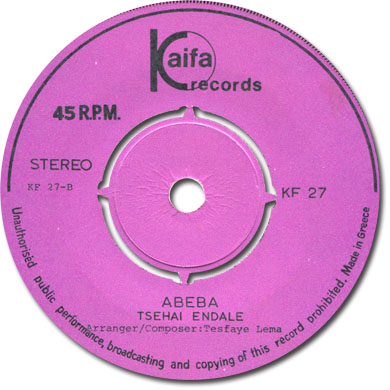 Kaifa
records
45 R.P.M.
STEREO
KF 27-B
KF 27
ABEBA
TSEHAI ENDALE
Arranger/Composer:Tesfaye Lema
Unauthorised public performance, broadcasting and copying of this record prohibited. Made in Greece